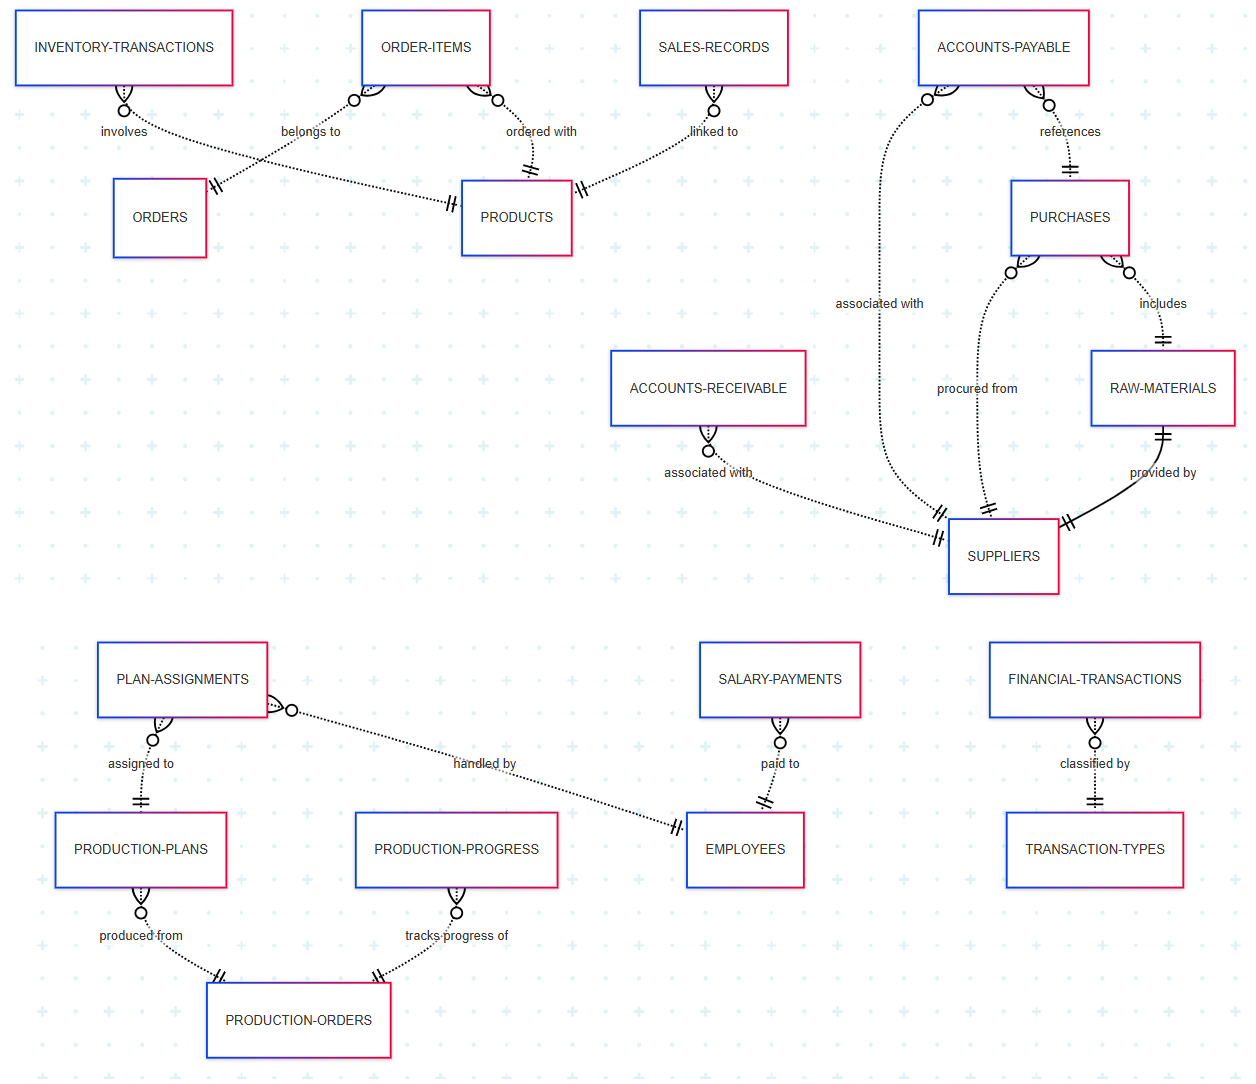 INVENTORY-TRANSACTIONS
ORDER-ITEMS
SALES-RECORDS
ACCOUNTS-PAYABLE
involves
belongs to
ordered with
linked to
references
ORDERS
PRODUCTS
PURCHASES
associated with
includes
ACCOUNTS-RECEIVABLE
procured from
RAW-MATERIALS
associated with
provided by
SUPPLIERS
PLAN-ASSIGNMENTS
SALARY-PAYMENTS
FINANCIAL-TRANSACTIONS
assigned to
handled by
paid to
classified by
PRODUCTION-PLANS
PRODUCTION-PROGRESS
EMPLOYEES
TRANSACTION-TYPES
produced from
tracks progress of
PRODUCTION-ORDERS